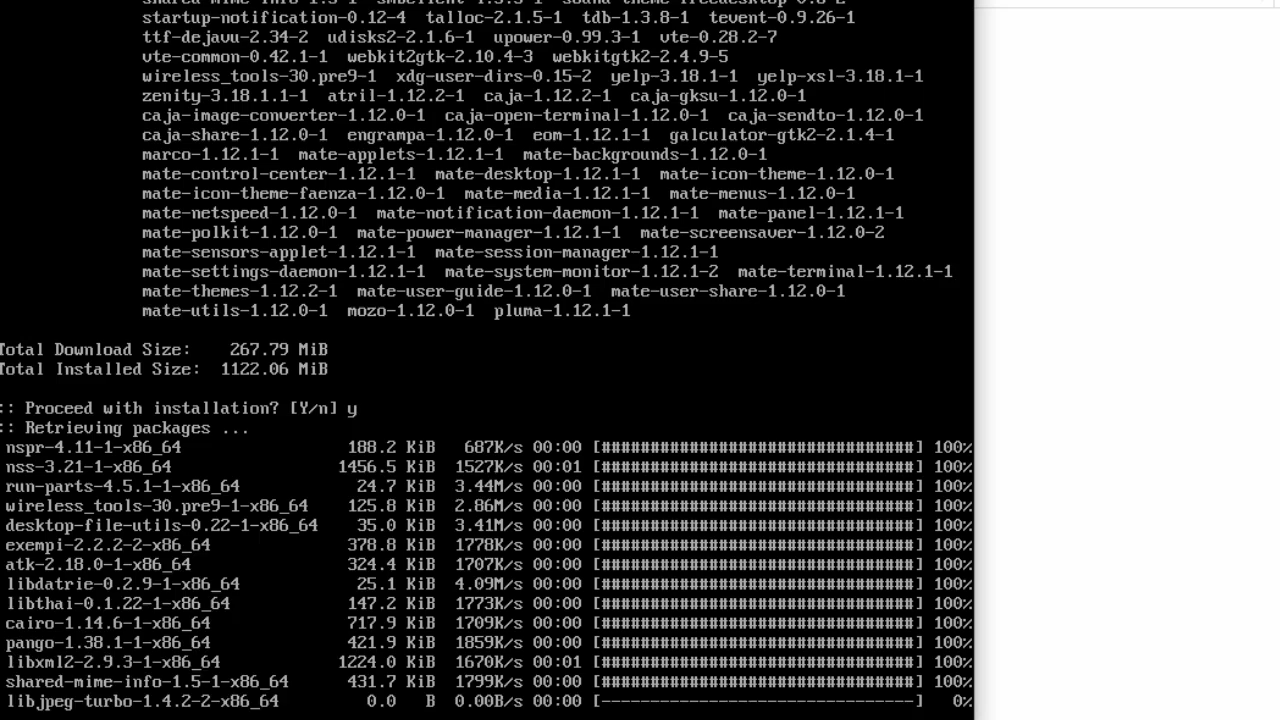 shared-mime-info-1.5-1 smbclient-4.3.3-1 sound-theme-freedesktop-0.8-2
startup-notification-0.12-4 talloc-2.1.5-1 tdb-1.3.8-1 tevent-0.9.26-1
ttf-dejavu-2.34-2 udisks2-2.1.6-1 upower-0.99.3-1 vte-0.28.2-7
vte-common-0.42.1-1 webkit2gtk-2.10.4-3 webkitgtk2-2.4.9-5
wireless_tools-30.pre9-1 xdg-user-dirs-0.15-2 yelp-3.18.1-1 yelp-xsl-3.18.1-1
zenity-3.18.1.1-1 atril-1.12.2-1 caja-1.12.2-1 caja-gksu-1.12.0-1
caja-image-converter-1.12.0-1 caja-open-terminal-1.12.0-1 caja-sendto-1.12.0-1
caja-share-1.12.0-1 engrampa-1.12.0-1 eom-1.12.1-1 galculator-gtk2-2.1.4-1
marco-1.12.1-1 mate-applets-1.12.1-1 mate-backgrounds-1.12.0-1
mate-control-center-1.12.1-1 mate-desktop-1.12.1-1 mate-icon-theme-1.12.0-1
mate-icon-theme-faenza-1.12.0-1 mate-media-1.12.1-1 mate-menus-1.12.0-1
mate-netspeed-1.12.0-1 mate-notification-daemon-1.12.1-1 mate-panel-1.12.1-1
mate-polkit-1.12.0-1 mate-power-manager-1.12.1-1 mate-screensaver-1.12.0-2
mate-sensors-applet-1.12.1-1 mate-session-manager-1.12.1-1
mate-settings-daemon-1.12.1-1 mate-system-monitor-1.12.1-2 mate-terminal-1.12.1-1
mate-themes-1.12.2-1 mate-user-guide-1.12.0-1 mate-user-share-1.12.0-1
mate-utils-1.12.0-1 mozo-1.12.0-1 pluma-1.12.1-1
Total Download Size: 267.79 MiB
Total Installed Size: 1122.06 MiB
:: Proceed with installation? [Y/n] y
:: Retrieving packages ...
nspr-4.11-1-x86_64 188.2 KiB 687K/s 00:00 [################################] 100%
nss-3.21-1-x86_64 1456.5 KiB 1527K/s 00:01 [################################] 100%
run-parts-4.5.1-1-x86_64 24.7 KiB 3.44M/s 00:00 [################################] 100%
wireless_tools-30.pre9-1-x86_64 125.8 KiB 2.86M/s 00:00 [################################] 100%
desktop-file-utils-0.22-1-x86_64 35.0 KiB 3.41M/s 00:00 [################################] 100%
exempi-2.2.2-2-x86_64 378.8 KiB 1778K/s 00:00 [################################] 100%
atk-2.18.0-1-x86_64 324.4 KiB 1707K/s 00:00 [################################] 100%
libdatrie-0.2.9-1-x86_64 25.1 KiB 4.09M/s 00:00 [################################] 100%
libthai-0.1.22-1-x86_64 147.2 KiB 1773K/s 00:00 [################################] 100%
cairo-1.14.6-1-x86_64 717.9 KiB 1709K/s 00:00 [################################] 100%
pango-1.38.1-1-x86_64 421.9 KiB 1859K/s 00:00 [################################] 100%
libxml2-2.9.3-1-x86_64 1224.0 KiB 1670K/s 00:01 [################################] 100%
shared-mime-info-1.5-1-x86_64 431.7 KiB 1799K/s 00:00 [################################] 100%
libjpeg-turbo-1.4.2-2-x86_64 0.0 B 0.00B/s 00:00 [--------------------------------] 0%